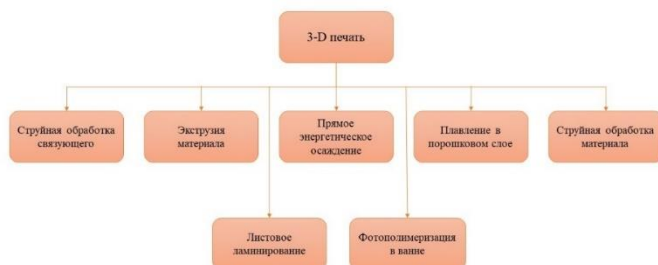 3-D печать
Струйная обработка
связующего
Экструзия
материала
Прямое
энергетическое
осаждение
Плавление в
порошковом слое
Струйная обработка
материала
Листовое
ламинирование
Фотополимеризация
в ванне